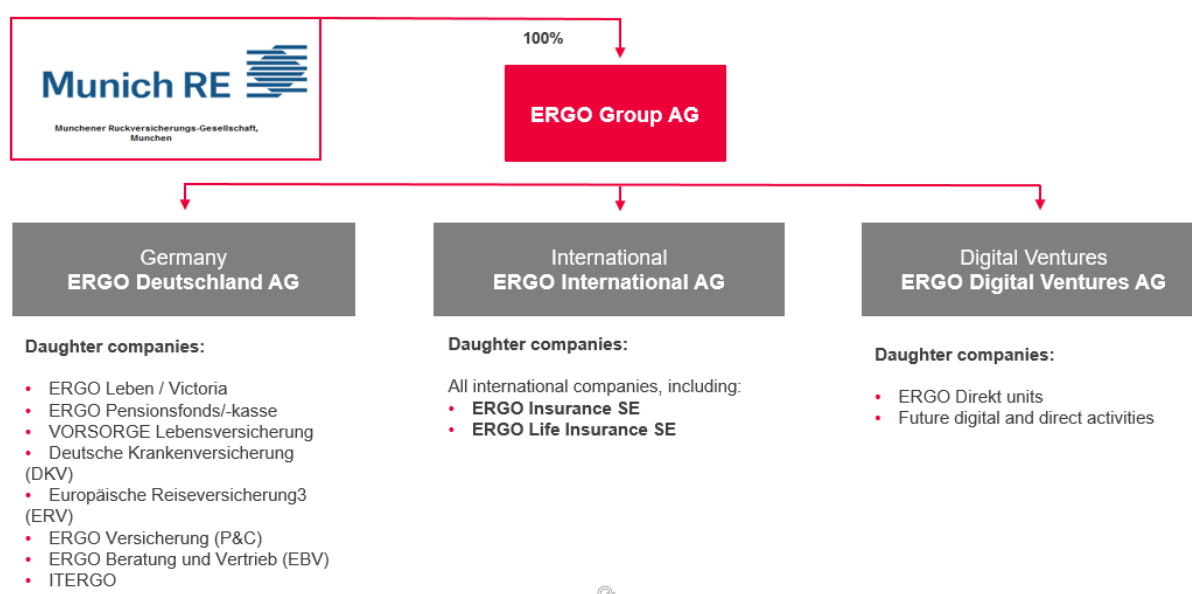 100%
Munich RE
Munchener Ruckversicherungs-Gesellschaft,
Munchen
ERGO Group AG
Germany
ERGO Deutschland AG
International
ERGO International AG
Digital Ventures
ERGO Digital Ventures AG
Daughter companies:
• ERGO Leben / Victoria
• ERGO Pensionsfonds/-kasse
• VORSORGE Lebensversicherung
• Deutsche Krankenversicherung
(DKV)
• Europäische Reiseversicherung3
(ERV)
• ERGO Versicherung (P&C)
• ERGO Beratung und Vertrieb (EBV)
• ITERGO
Daughter companies:
All international companies, including:
• ERGO Insurance SE
• ERGO Life Insurance SE
Daughter companies:
• ERGO Direkt units
• Future digital and direct activities